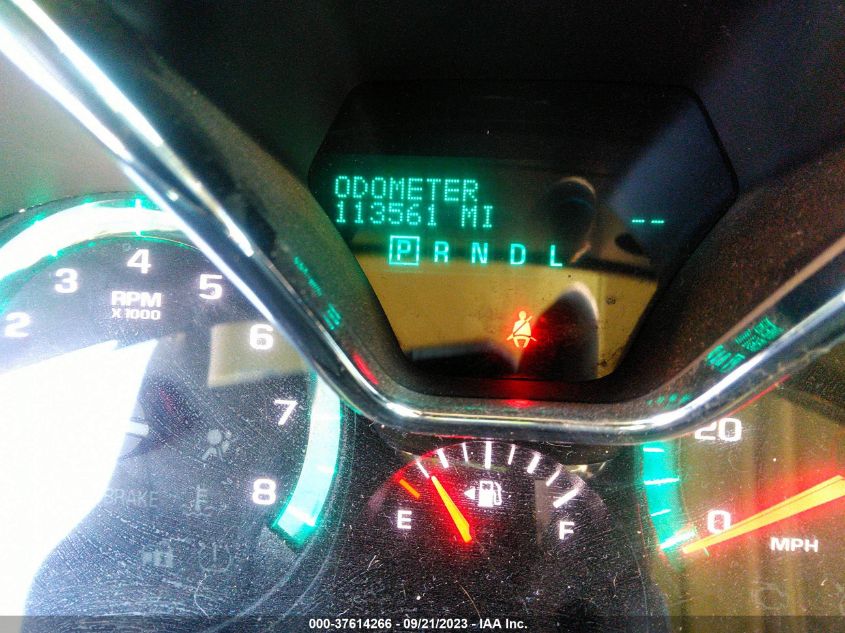 ODOMETER
113561 MI
--
P R N D L
2 3 4 5 6 7 8
RPM
X 1000
BRAKE
E F
20
0
MPH
000-37614266 - 09/21/2023 - IAA Inc.